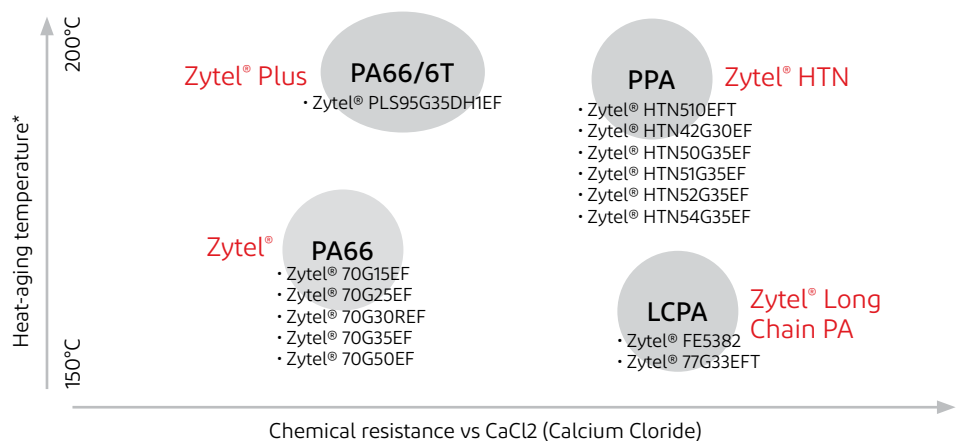 200°C
Heat-aging temperature*
150°C
Zytel® Plus
PA66/6T
· Zytel® PLS95G35DH1EF
PPA
Zytel® HTN
· Zytel® HTN510EFT
· Zytel® HTN42G30EF
· Zytel® HTN50G35EF
· Zytel® HTN51G35EF
· Zytel® HTN52G35EF
· Zytel® HTN54G35EF
Zytel®
PA66
· Zytel® 70G15EF
· Zytel® 70G25EF
· Zytel® 70G30REF
· Zytel® 70G35EF
· Zytel® 70G50EF
LCPA
Zytel® Long
Chain PA
· Zytel® FE5382
· Zytel® 77G33EFT
Chemical resistance vs CaCl2 (Calcium Cloride)